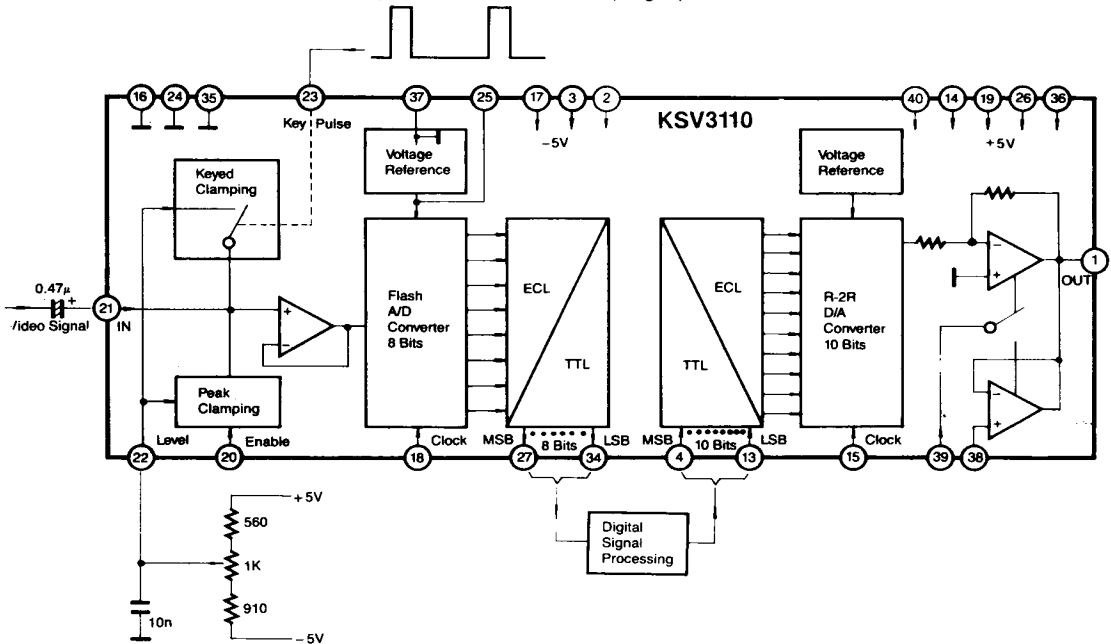 16 24 35 23 37 25 17 3 2 KSV3110 40 14 19 26 36
Key Pulse
-5V
+5V
Keyed
Clamping
Voltage
Reference
Voltage
Reference
0.47µ
+
21
IN
/ideo Signal
+
−
Flash
A/D
Converter
8 Bits
ECL
TTL
ECL
TTL
R-2R
D/A
Converter
10 Bits
−
+
1
OUT
−
+
Peak
Clamping
Level
Enable
Clock
MSB
8 Bits
LSB
MSB
10 Bits
LSB
Clock
22 20 18 27 34 4 13 15 39 38
+5V
560
1K
910
-5V
10n
Digital
Signal
Processing